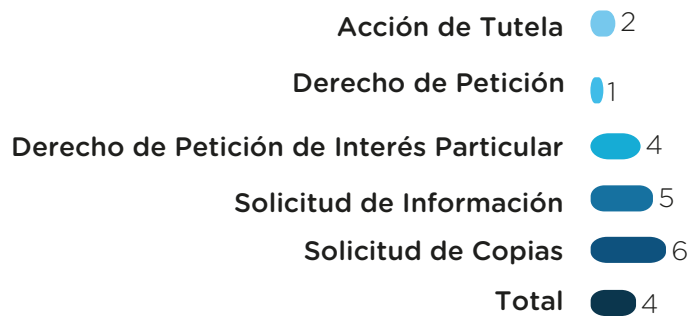 Acción de Tutela 2
Derecho de Petición 1
Derecho de Petición de Interés Particular 4
Solicitud de Información 5
Solicitud de Copias 6
Total 4